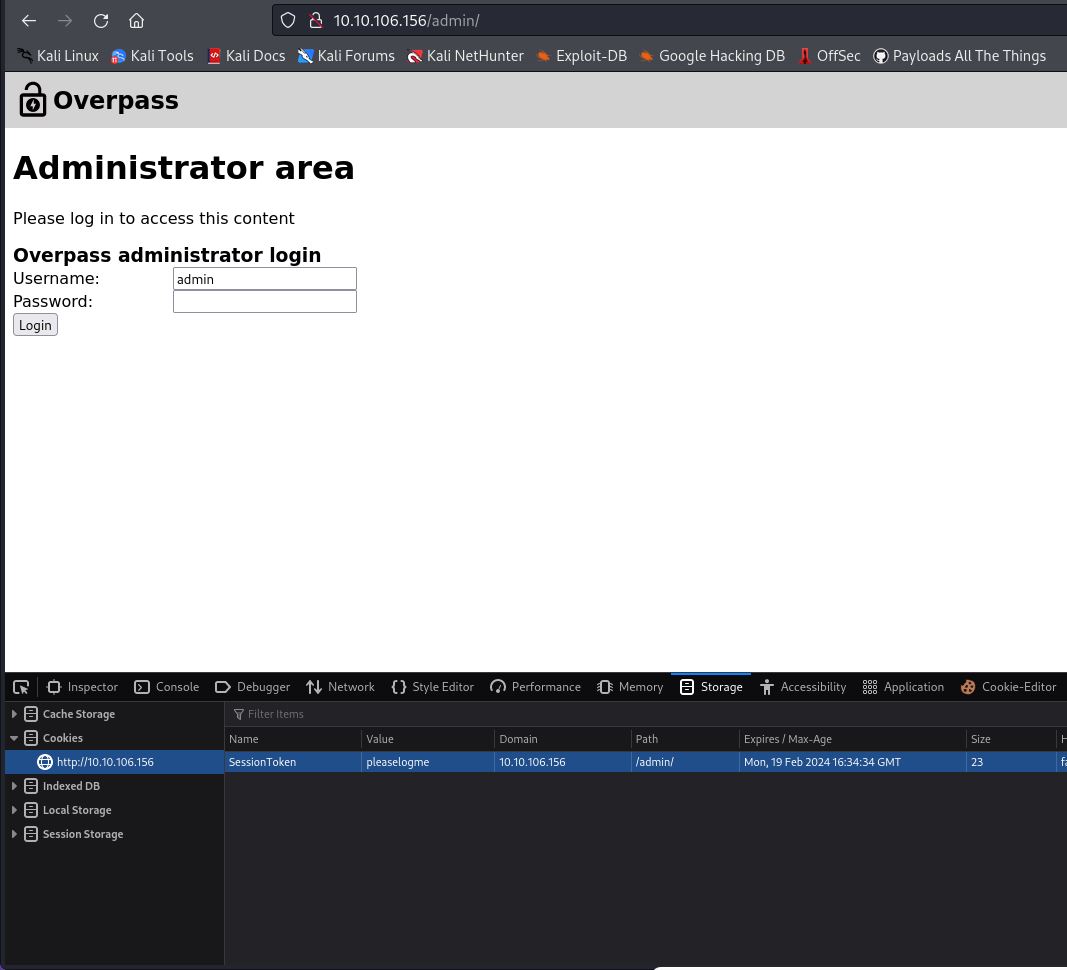 10.10.106.156/admin/
Kali Linux Kali Tools Kali Docs Kali Forums Kali NetHunter Exploit-DB Google Hacking DB OffSec Payloads All The Things
Overpass
Administrator area
Please log in to access this content
Overpass administrator login
Username: admin
Password:
Login
Inspector Console Debugger Network Style Editor Performance Memory Storage Accessibility Application Cookie-Editor
Cache Storage Filter Items
Cookies Name Value Domain Path Expires / Max-Age Size H
http://10.10.106.156 SessionToken pleaselogme 10.10.106.156 /admin/ Mon, 19 Feb 2024 16:34:34 GMT 23
Indexed DB
Local Storage
Session Storage